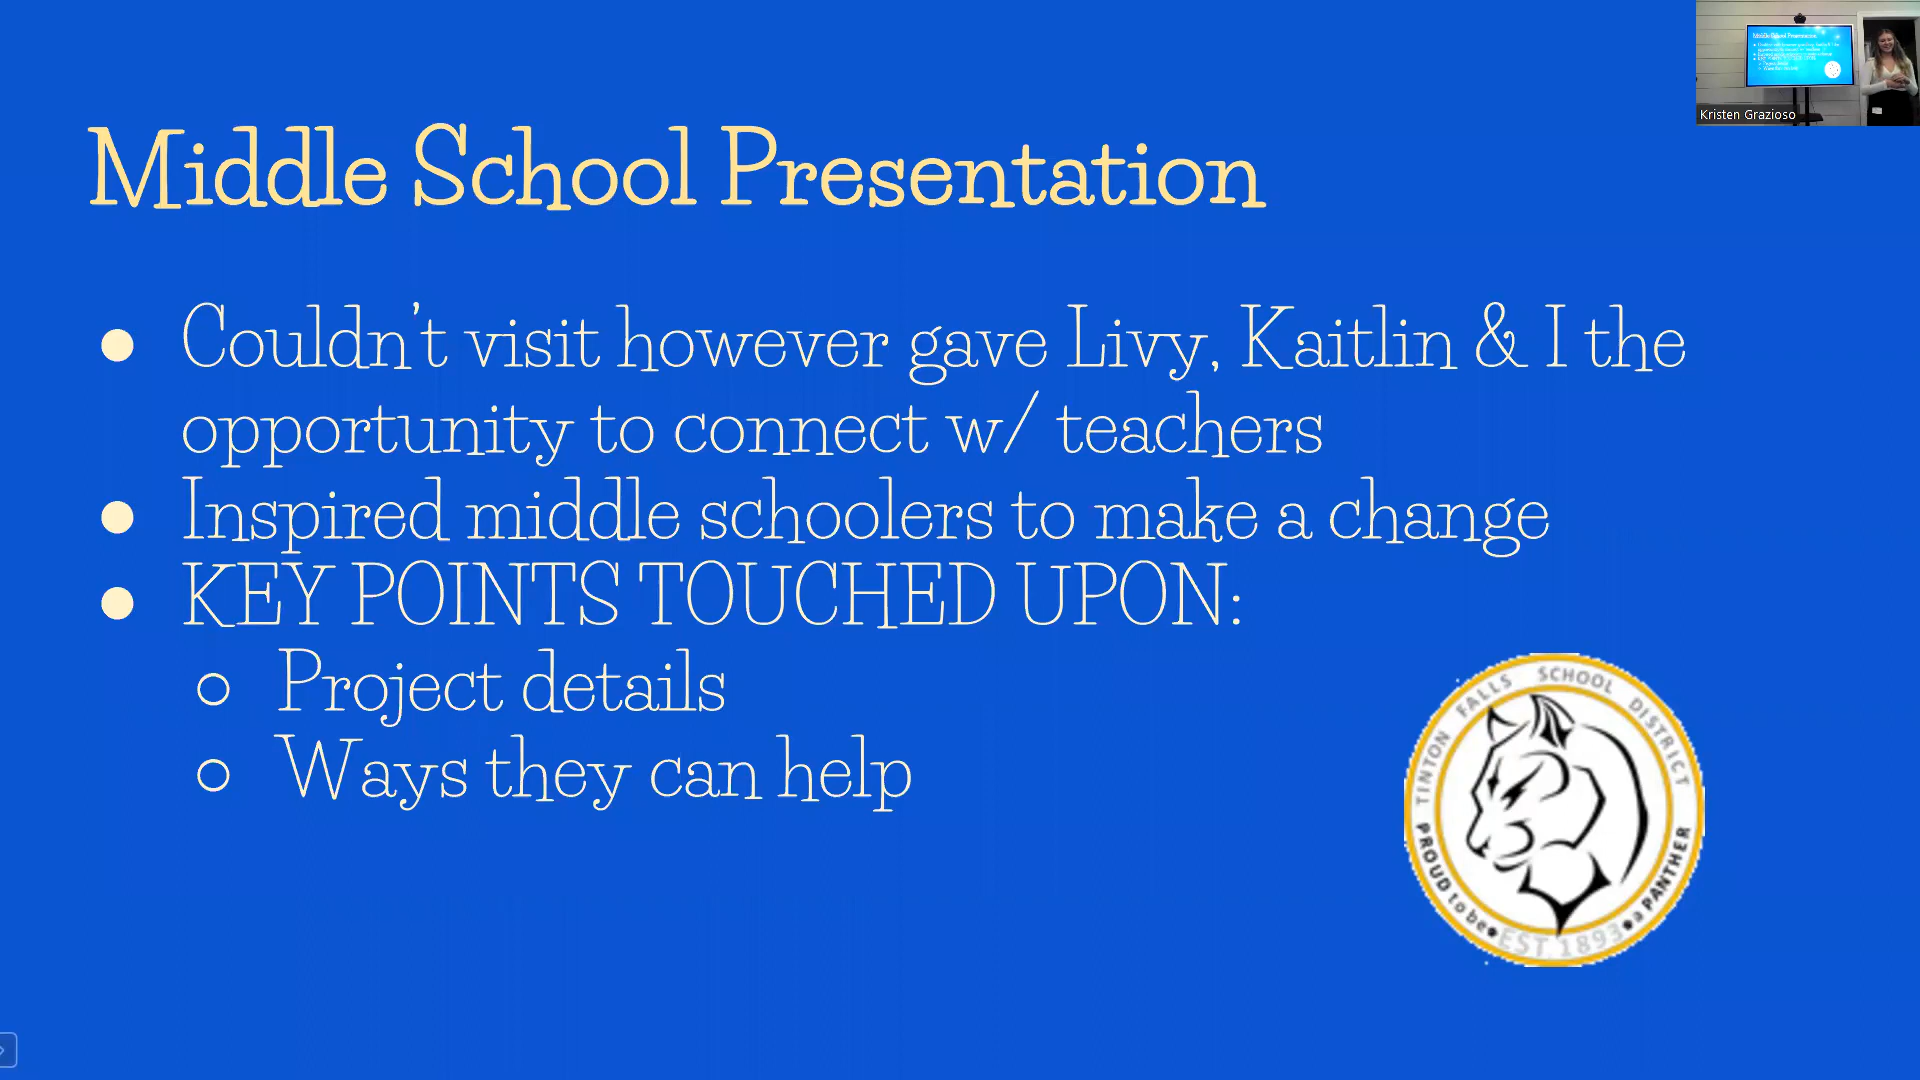 Middle School Presentation
Couldn't visit however gave Livy, Kaitlin & I the
opportunity to connect w/ teachers
Inspired middle schoolers to make a change
KEY POINTS TOUCHED UPON:
Project details
Ways they can help
TINTON FALLS SCHOOL DISTRICT
PROUD to be a PANTHER
EST 1893
Kristen Grazioso